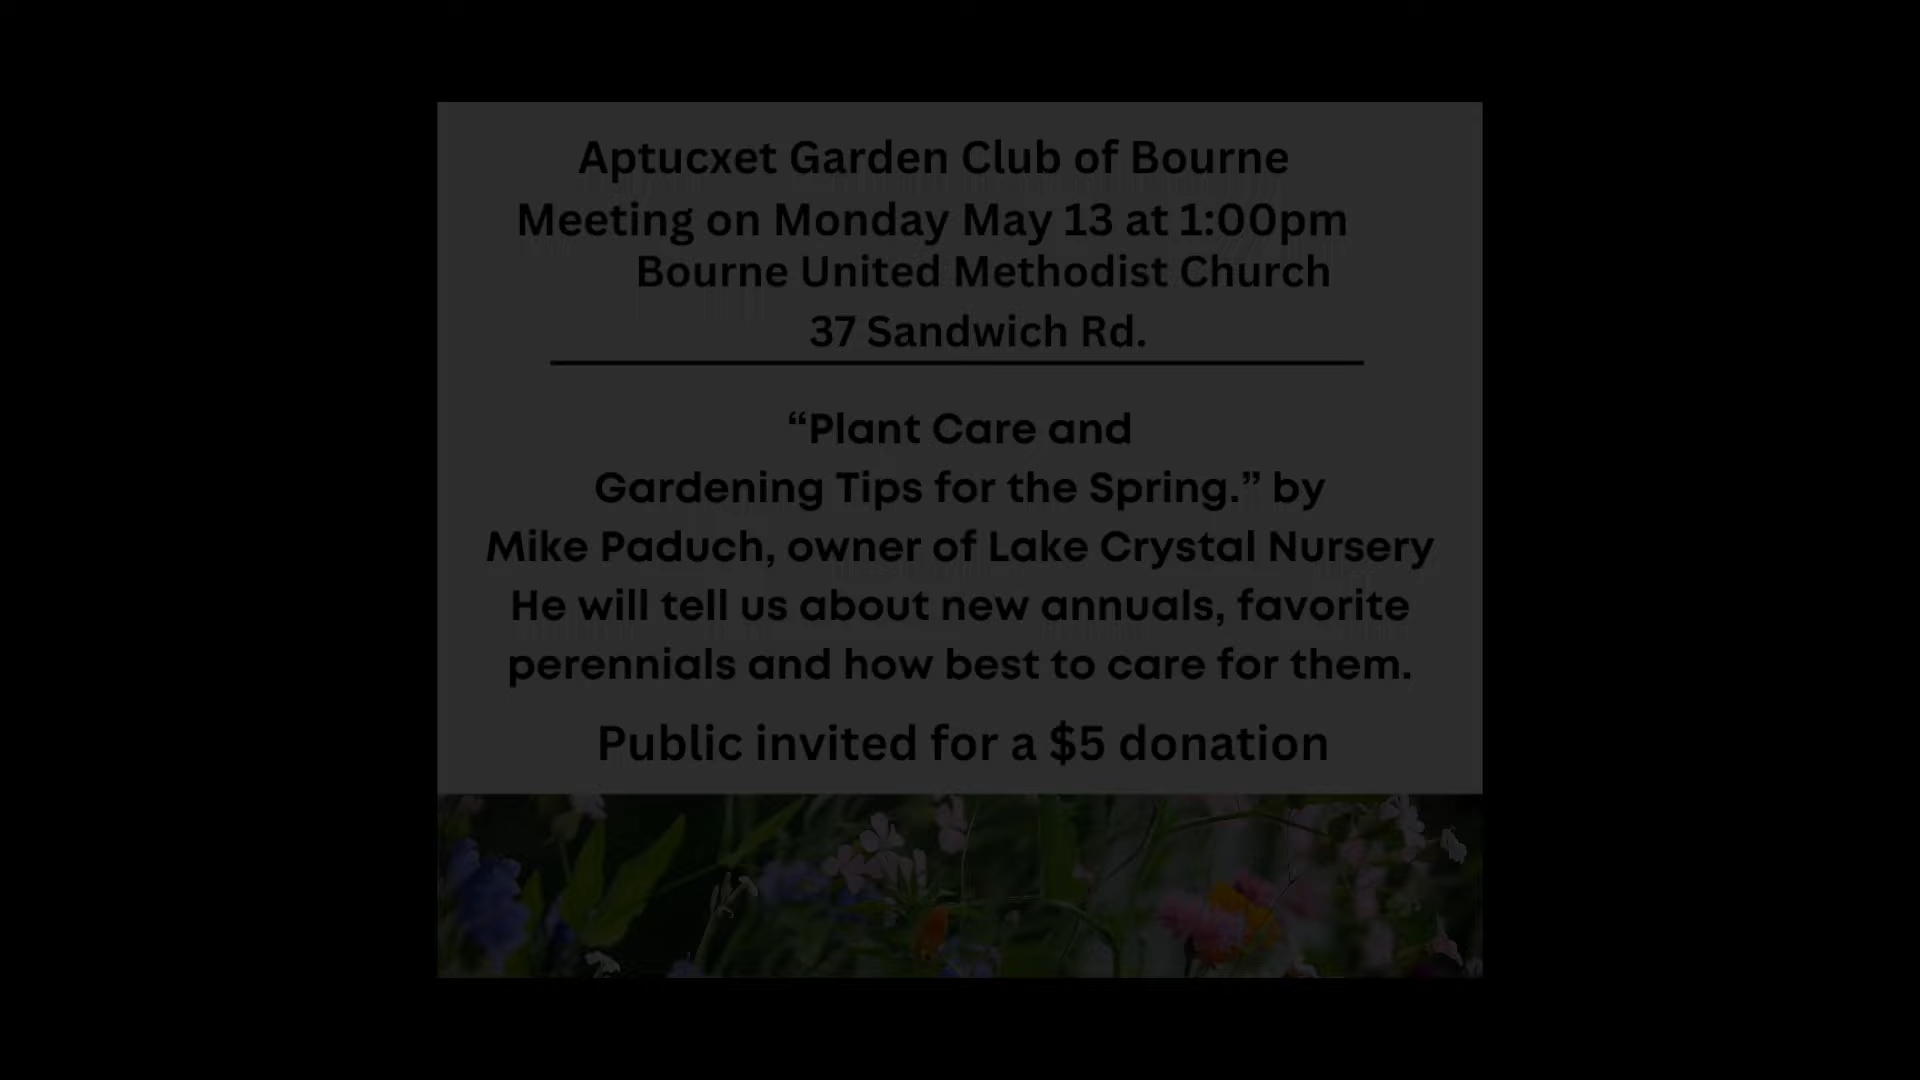 Aptucxet Garden Club of Bourne
Meeting on Monday May 13 at 1:00pm
Bourne United Methodist Church
37 Sandwich Rd.
“Plant Care and
Gardening Tips for the Spring.” by
Mike Paduch, owner of Lake Crystal Nursery
He will tell us about new annuals, favorite
perennials and how best to care for them.
Public invited for a $5 donation